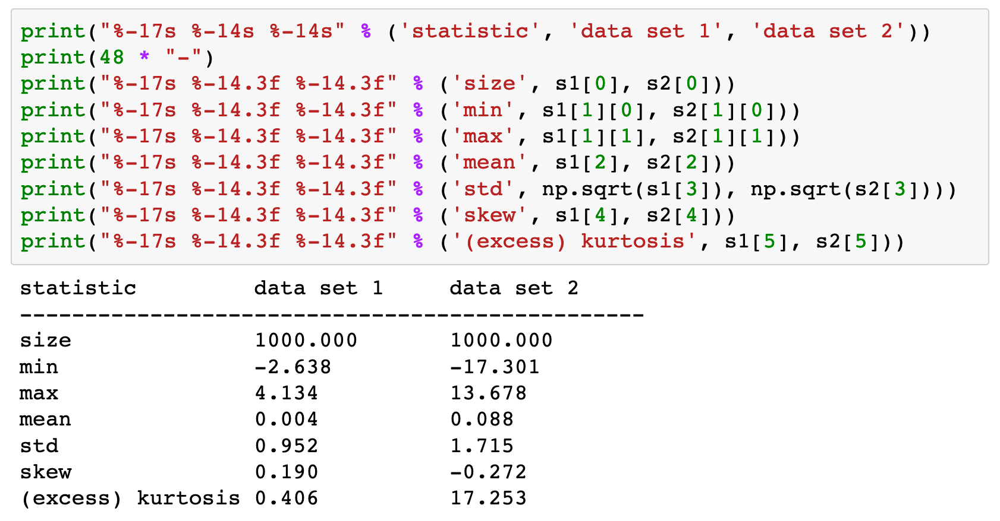 print("%-17s %-14s %-14s" % ('statistic', 'data set 1', 'data set 2'))
print(48 * "-")
print("%-17s %-14.3f %-14.3f" % ('size', s1[0], s2[0]))
print("%-17s %-14.3f %-14.3f" % ('min', s1[1][0], s2[1][0]))
print("%-17s %-14.3f %-14.3f" % ('max', s1[1][1], s2[1][1]))
print("%-17s %-14.3f %-14.3f" % ('mean', s1[2], s2[2]))
print("%-17s %-14.3f %-14.3f" % ('std', np.sqrt(s1[3]), np.sqrt(s2[3])))
print("%-17s %-14.3f %-14.3f" % ('skew', s1[4], s2[4]))
print("%-17s %-14.3f %-14.3f" % ('(excess) kurtosis', s1[5], s2[5]))
statistic         data set 1     data set 2
------------------------------------------------
size              1000.000       1000.000
min               -2.638         -17.301
max               4.134          13.678
mean              0.004          0.088
std               0.952          1.715
skew              0.190          -0.272
(excess) kurtosis 0.406          17.253